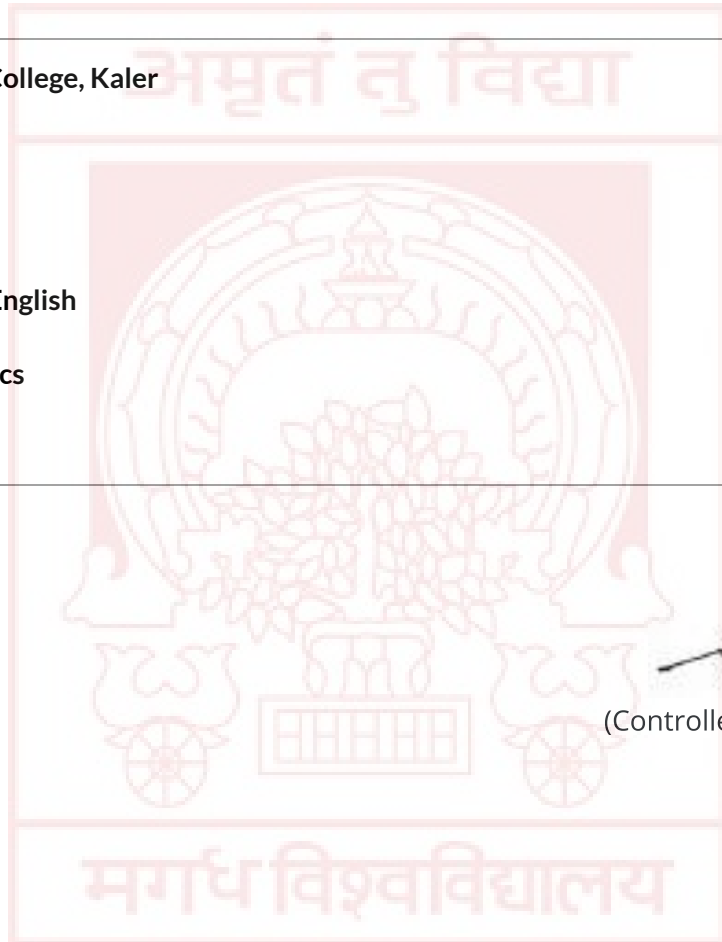 अमृतं तु विद्या
College, Kaler
English
cs
(Controlle
मगध विश्वविद्यालय